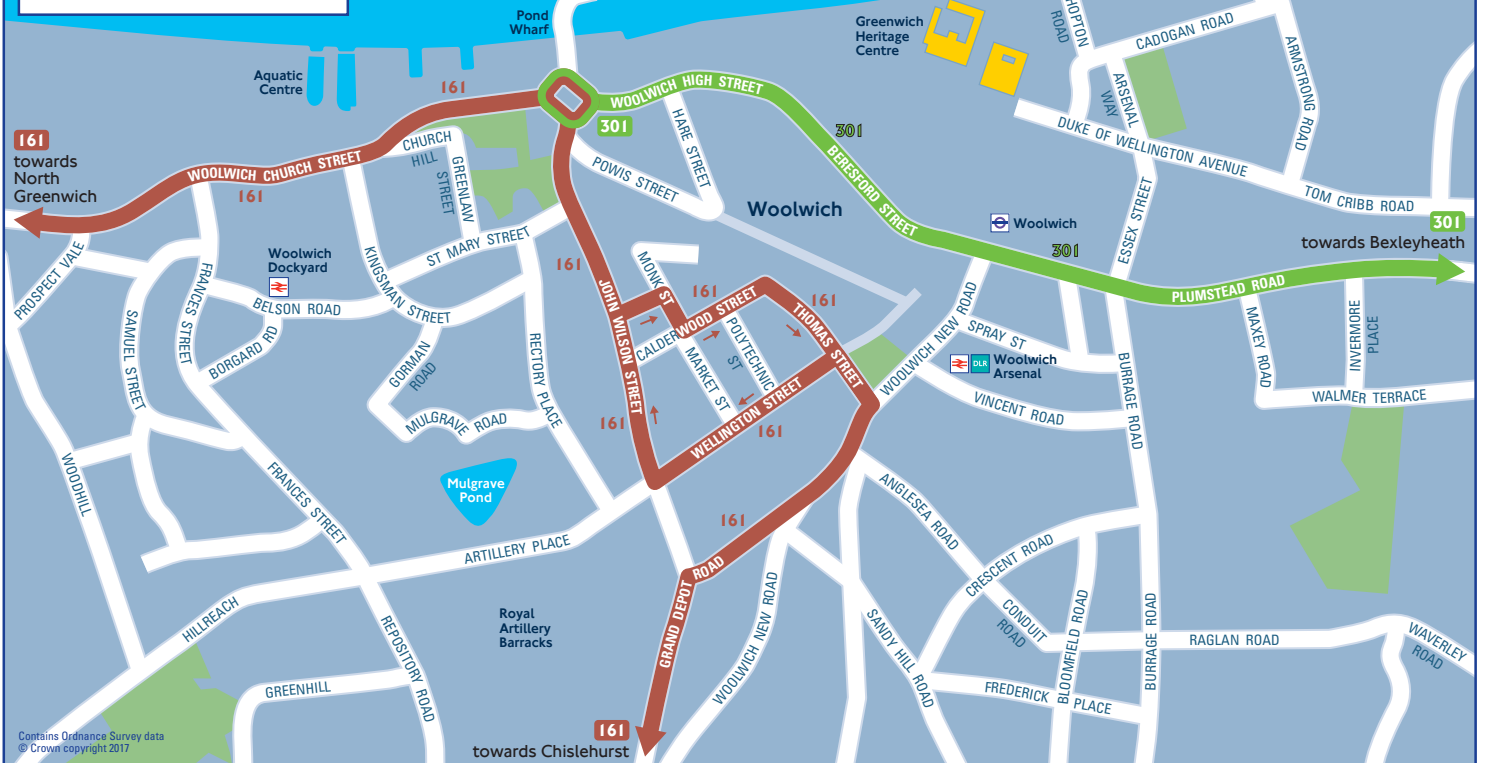 Pond
Wharf
Greenwich
Heritage
Centre
HOPTON
ROAD
CADOGAN ROAD
ARMSTRONG ROAD
Aquatic
Centre
161
WOOLWICH HIGH STREET
301
ARSENAL
WAY
161
towards
North
Greenwich
WOOLWICH CHURCH STREET
161
CHURCH
HILL
GREENLAW
STREET
HARE STREET
POWIS STREET
301
BERESFORD STREET
DUKE OF WELLINGTON AVENUE
TOM CRIBB ROAD
Woolwich
Woolwich
301
ESSEX STREET
301
towards Bexleyheath
PLUMSTEAD ROAD
PROSPECT VALE
Woolwich
Dockyard
FRANCES STREET
BELSON ROAD
KINGSMAN STREET
ST MARY STREET
161
MONK ST
161
WOOD STREET
161
THOMAS STREET
JOHN WILSON STREET
CALDER
POLYTECHNIC
ST
MARKET ST
SAMUEL STREET
BORGARD RD
GORMAN
ROAD
RECTORY PLACE
MULGRAVE ROAD
161
WELLINGTON STREET
161
WOOLWICH NEW ROAD
SPRAY ST
DLR
Woolwich
Arsenal
VINCENT ROAD
BURRAGE ROAD
MAXEY ROAD
INVERMORE
PLACE
WALMER TERRACE
WOODHILL
FRANCES STREET
Mulgrave
Pond
ARTILLERY PLACE
161
ANGLESEA ROAD
CRESCENT ROAD
GRAND DEPOT ROAD
HILLREACH
Royal
Artillery
Barracks
REPOSITORY ROAD
GREENHILL
WOOLWICH NEW ROAD
SANDY HILL ROAD
CONDUIT
ROAD
BLOOMFIELD ROAD
BURRAGE ROAD
RAGLAN ROAD
WAVERLEY
ROAD
FREDERICK PLACE
161
towards Chislehurst
Contains Ordnance Survey data
© Crown copyright 2017